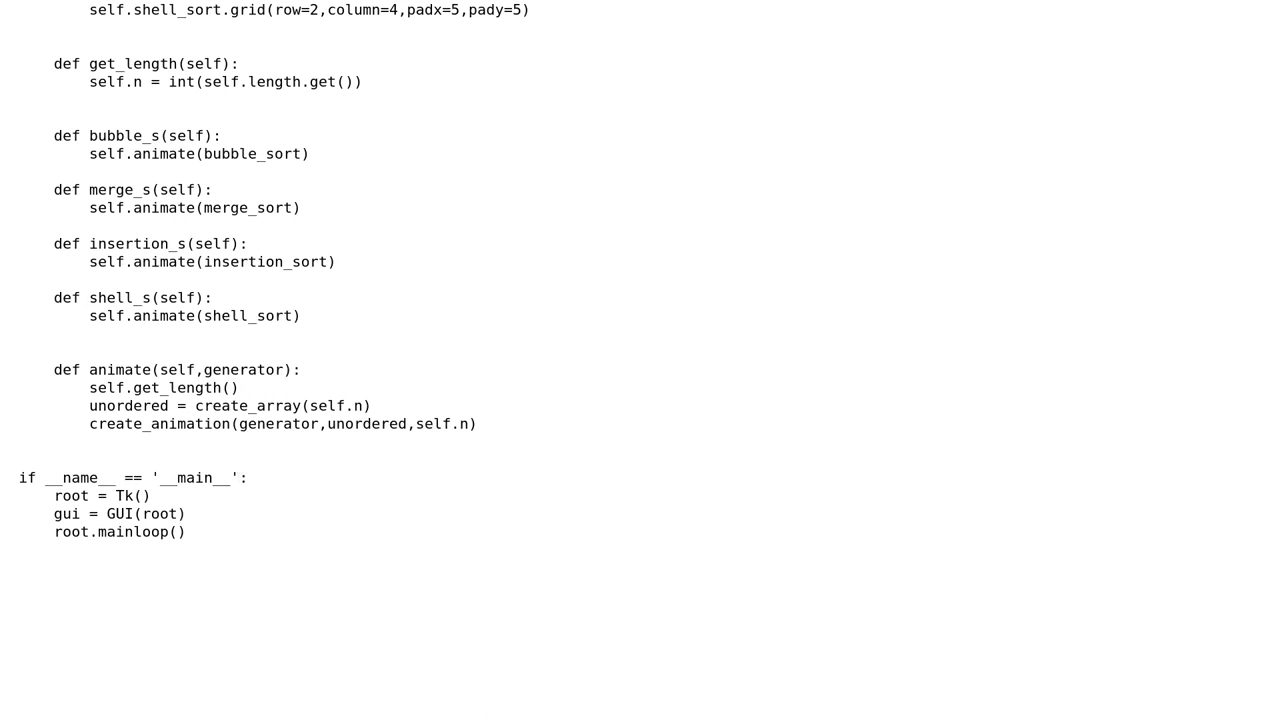 self.shell_sort.grid(row=2,column=4,padx=5,pady=5)


    def get_length(self):
        self.n = int(self.length.get())


    def bubble_s(self):
        self.animate(bubble_sort)

    def merge_s(self):
        self.animate(merge_sort)

    def insertion_s(self):
        self.animate(insertion_sort)

    def shell_s(self):
        self.animate(shell_sort)


    def animate(self,generator):
        self.get_length()
        unordered = create_array(self.n)
        create_animation(generator,unordered,self.n)


if __name__ == '__main__':
    root = Tk()
    gui = GUI(root)
    root.mainloop()